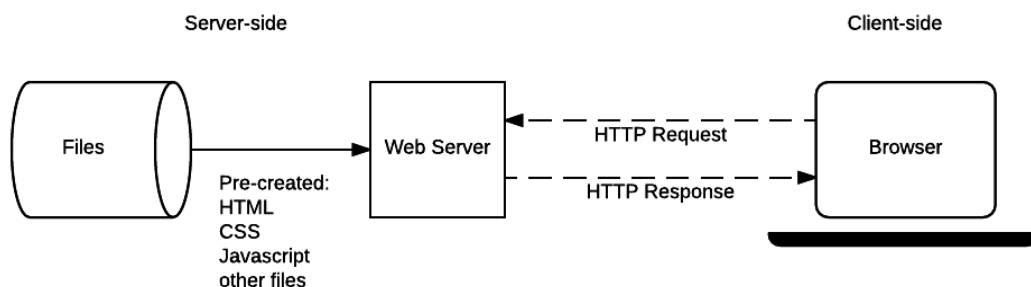 Server-side
Client-side
Files
Web Server
HTTP Request
HTTP Response
Browser
Pre-created:
HTML
CSS
Javascript
other files